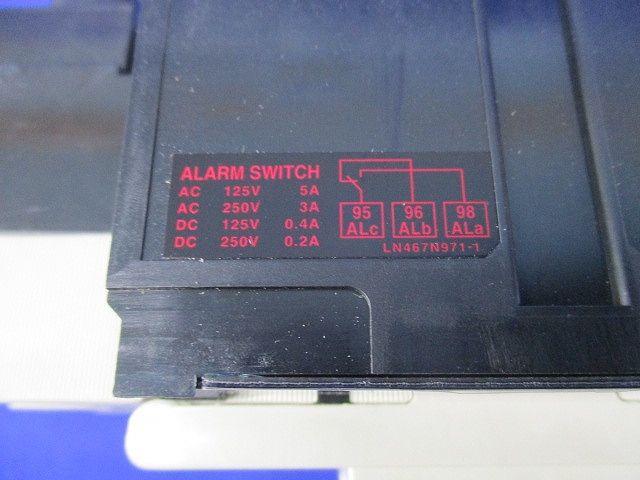 ALARM SWITCH
AC 125V 5A
AC 250V 3A
DC 125V 0.4A
DC 250V 0.2A
95 96 98
ALc ALb ALa
LN467N971-1